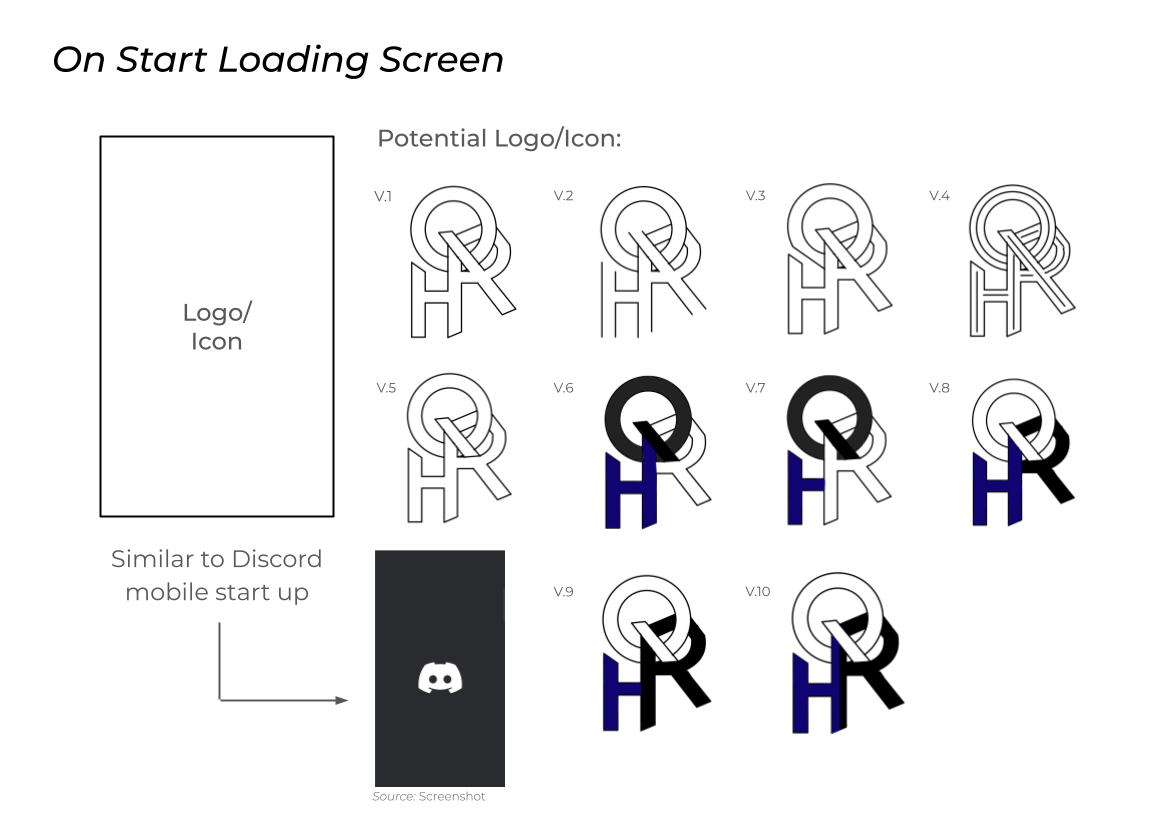 On Start Loading Screen
Potential Logo/Icon:
V.1
V.2
V.3
V.4
Logo/
Icon
V.5
V.6
V.7
V.8
Similar to Discord
mobile start up
V.9
V.10
Source: Screenshot